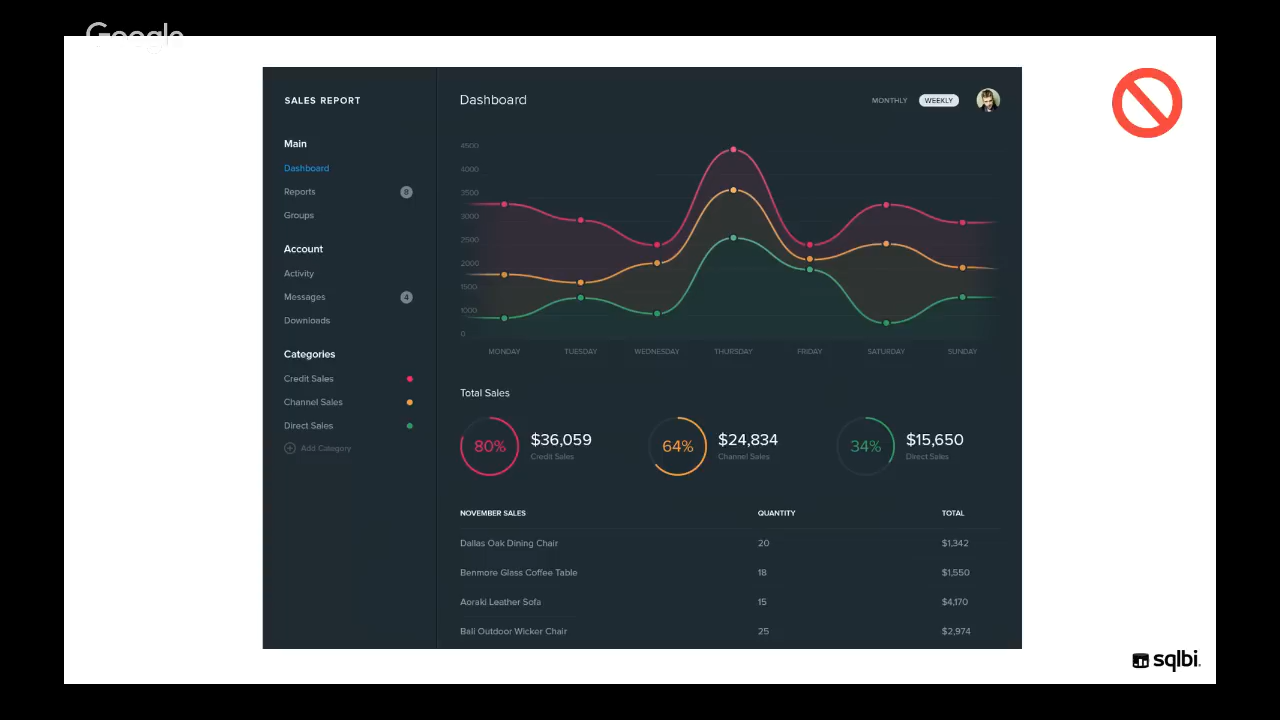 Google
SALES REPORT
Main
Dashboard
Reports 8
Groups
Account
Activity
Messages 4
Downloads
Categories
Credit Sales
Channel Sales
Direct Sales
Add Category
Dashboard
MONTHLY WEEKLY
4500
4000
3500
3000
2500
2000
1500
1000
0
MONDAY TUESDAY WEDNESDAY THURSDAY FRIDAY SATURDAY SUNDAY
Total Sales
80% $36,059 Credit Sales
64% $24,834 Channel Sales
34% $15,650 Direct Sales
NOVEMBER SALES QUANTITY TOTAL
Dallas Oak Dining Chair 20 $1,342
Benmore Glass Coffee Table 18 $1,550
Aoraki Leather Sofa 15 $4,170
Bali Outdoor Wicker Chair 25 $2,974
sqlbi.